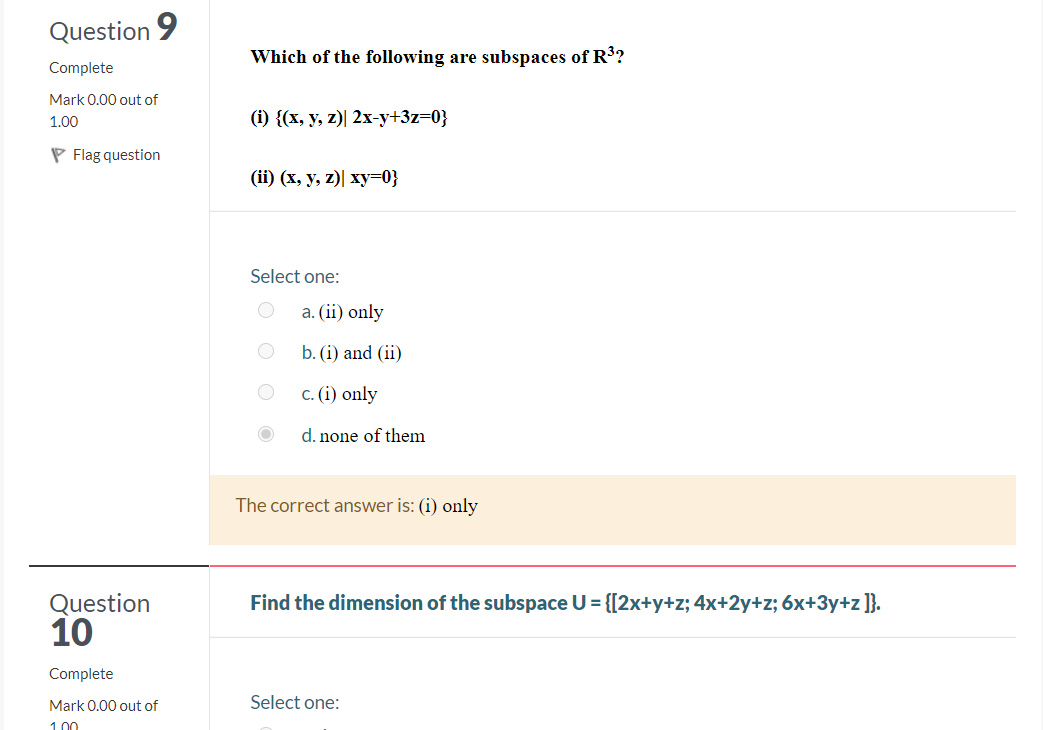 Question 9
Complete
Mark 0.00 out of
1.00
Flag question
Which of the following are subspaces of R³?
(i) {(x, y, z)| 2x-y+3z=0}
(ii) (x, y, z)| xy=0}
Select one:
a. (ii) only
b. (i) and (ii)
c. (i) only
d. none of them
The correct answer is: (i) only
Question
10
Complete
Mark 0.00 out of
1.00
Find the dimension of the subspace U = {[2x+y+z; 4x+2y+z; 6x+3y+z ]}.
Select one: